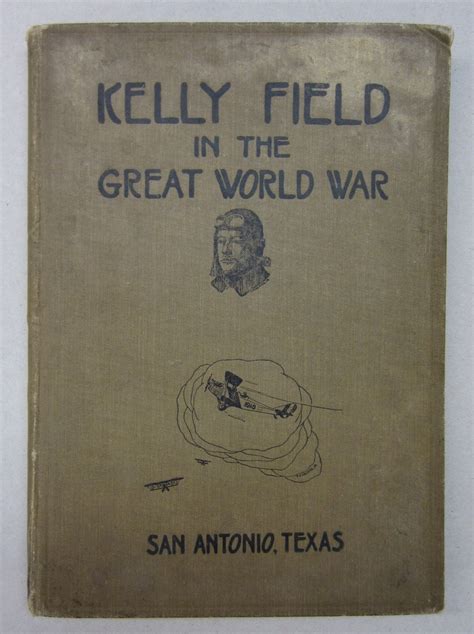 KELLY FIELD
IN THE
GREAT WORLD WAR
SAN ANTONIO, TEXAS